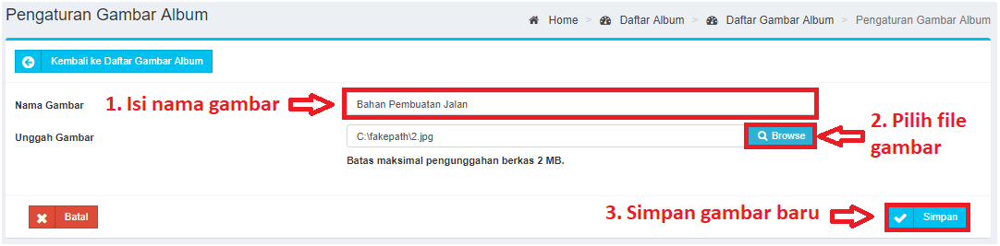 Pengaturan Gambar Album
Home > Daftar Album > Daftar Gambar Album > Pengaturan Gambar Album
Kembali ke Daftar Gambar Album
Nama Gambar
1. Isi nama gambar
Bahan Pembuatan Jalan
Unggah Gambar
C:\fakepath\2.jpg
Browse
2. Pilih file
gambar
Batas maksimal pengunggahan berkas 2 MB.
Batal
3. Simpan gambar baru
Simpan